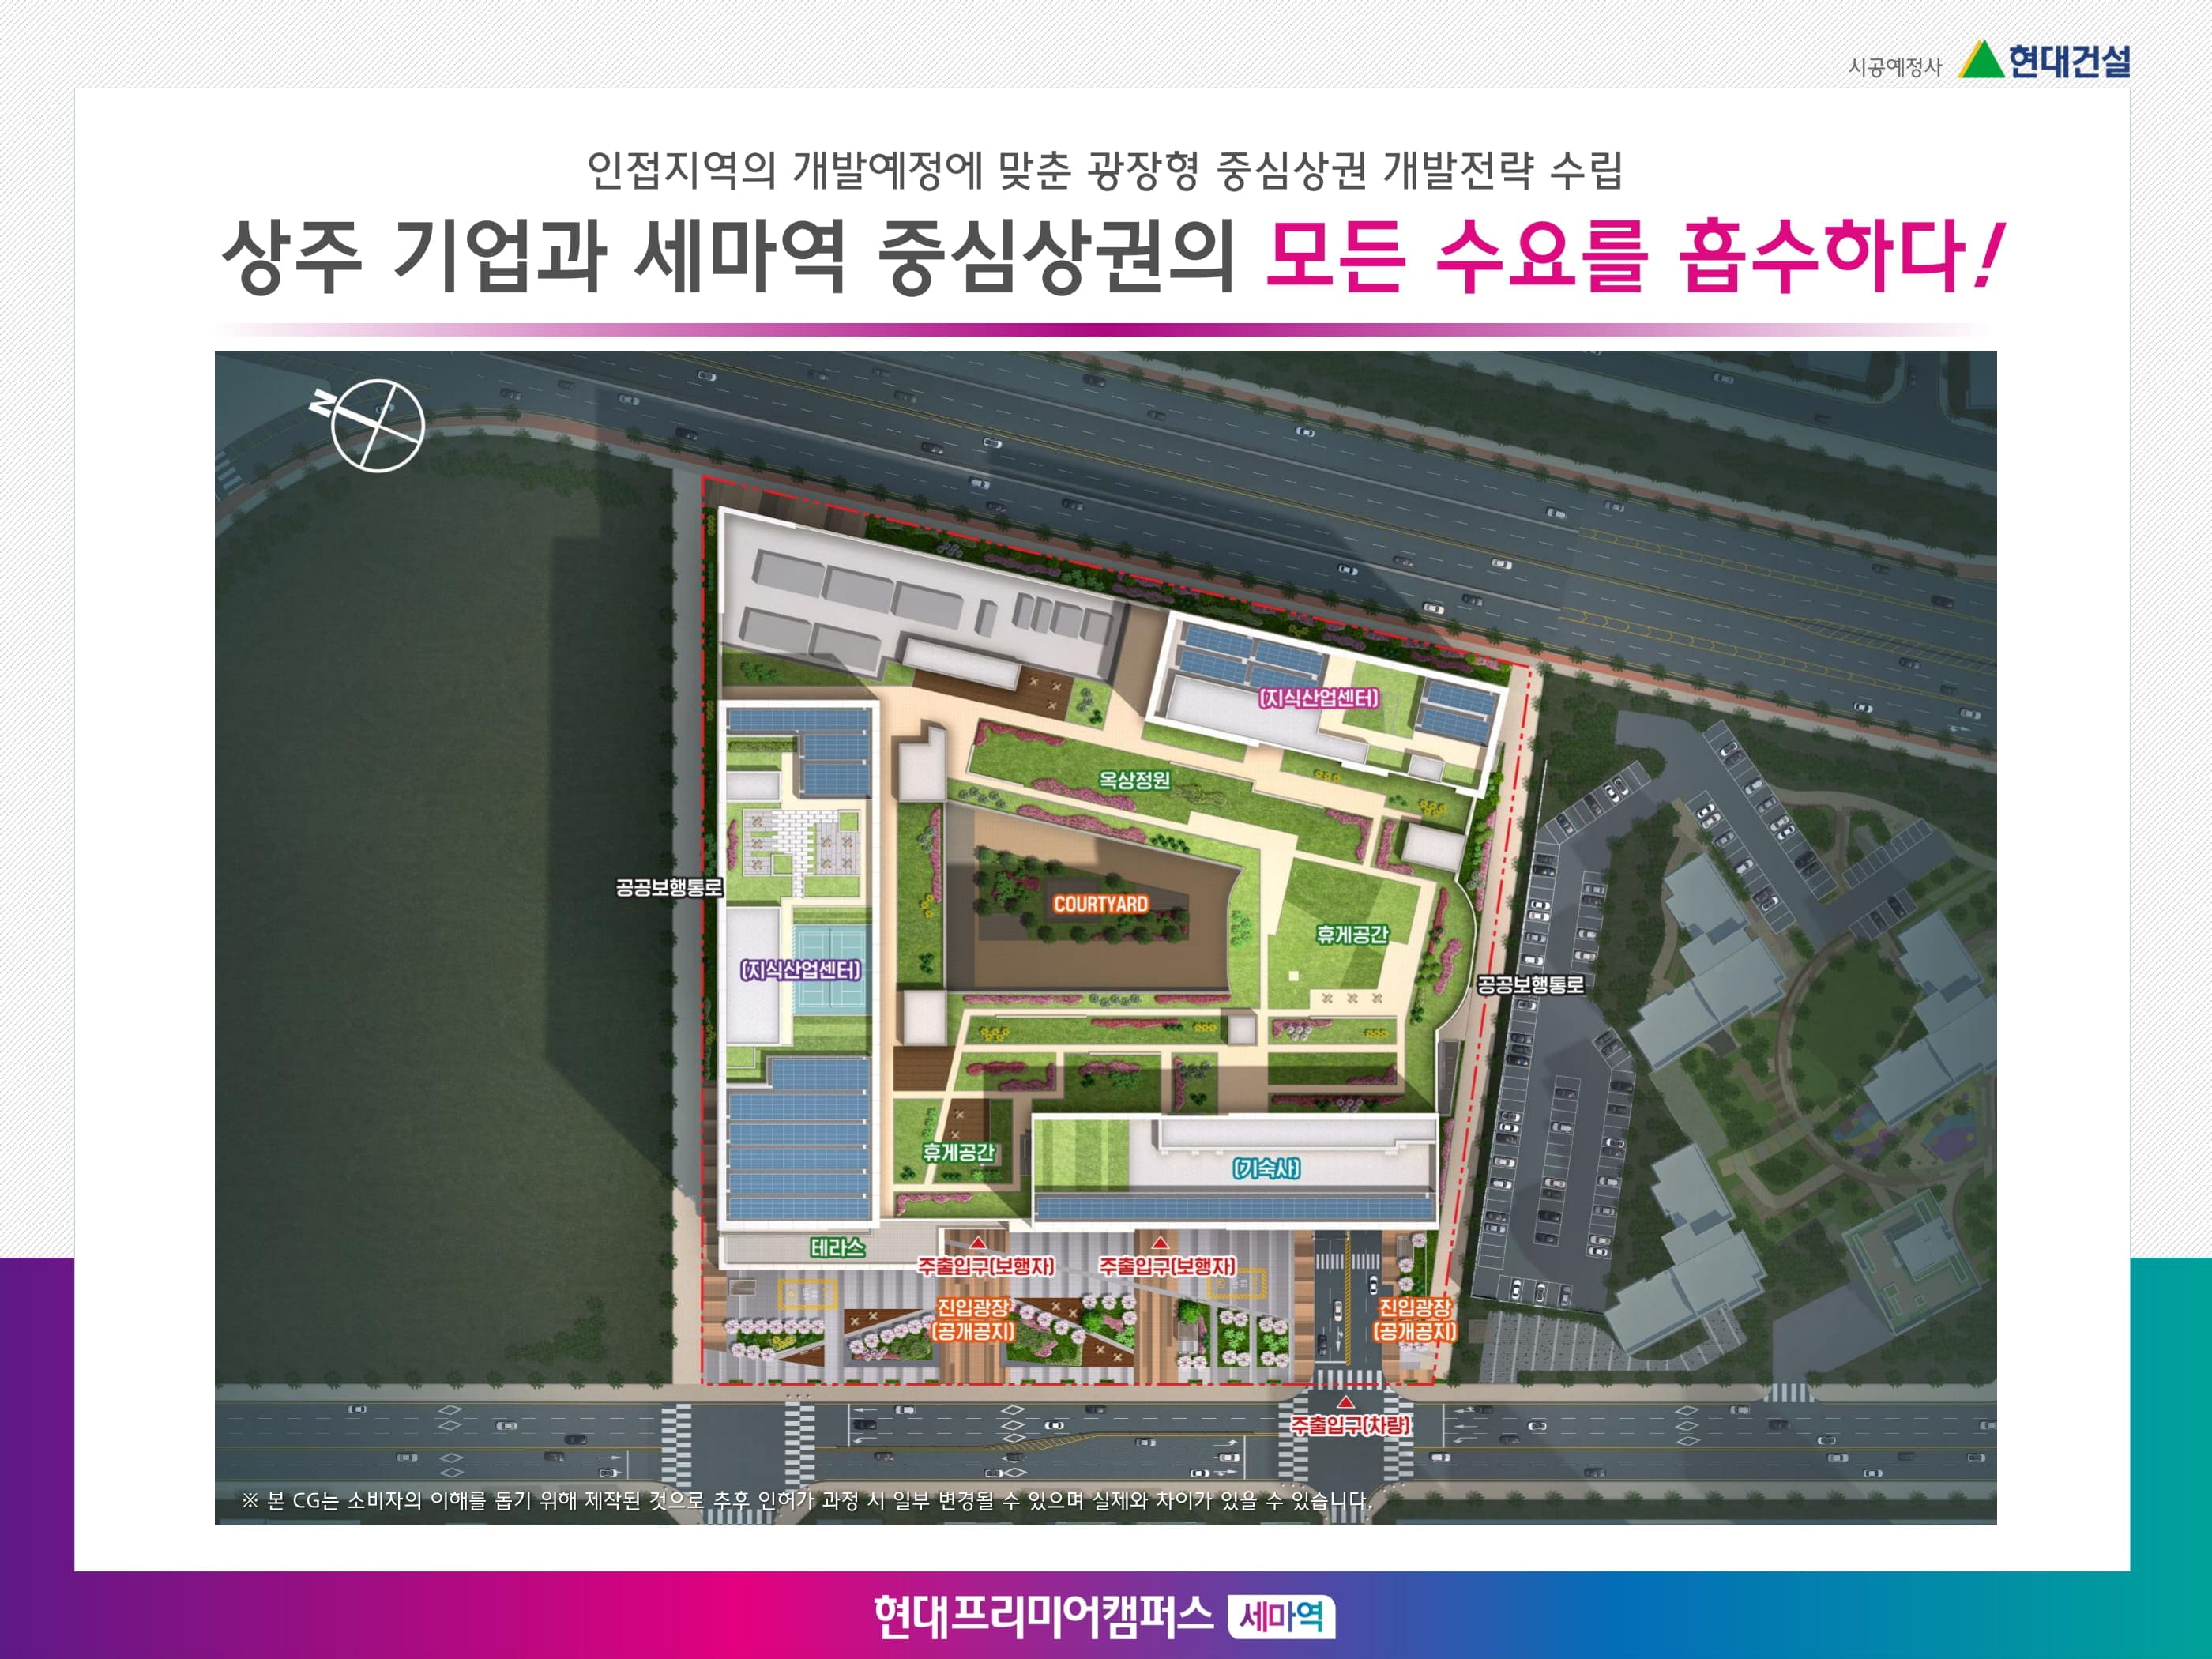 시공예정사 현대건설
인접지역의 개발예정에 맞춘 광장형 중심상권 개발전략 수립
상주 기업과 세마역 중심상권의 모든 수요를 흡수하다!
N
(지식산업센터)
옥상정원
공공보행통로
COURTYARD
휴게공간
(지식산업센터)
공공보행통로
휴게공간
(기숙사)
테라스
주출입구(보행자)
주출입구(보행자)
진입광장
(공개공지)
진입광장
(공개공지)
주출입구(차량)
※ 본 CG는 소비자의 이해를 돕기 위해 제작된 것으로 추후 인허가 과정 시 일부 변경될 수 있으며 실제와 차이가 있을 수 있습니다.
현대프리미어캠퍼스 세마역